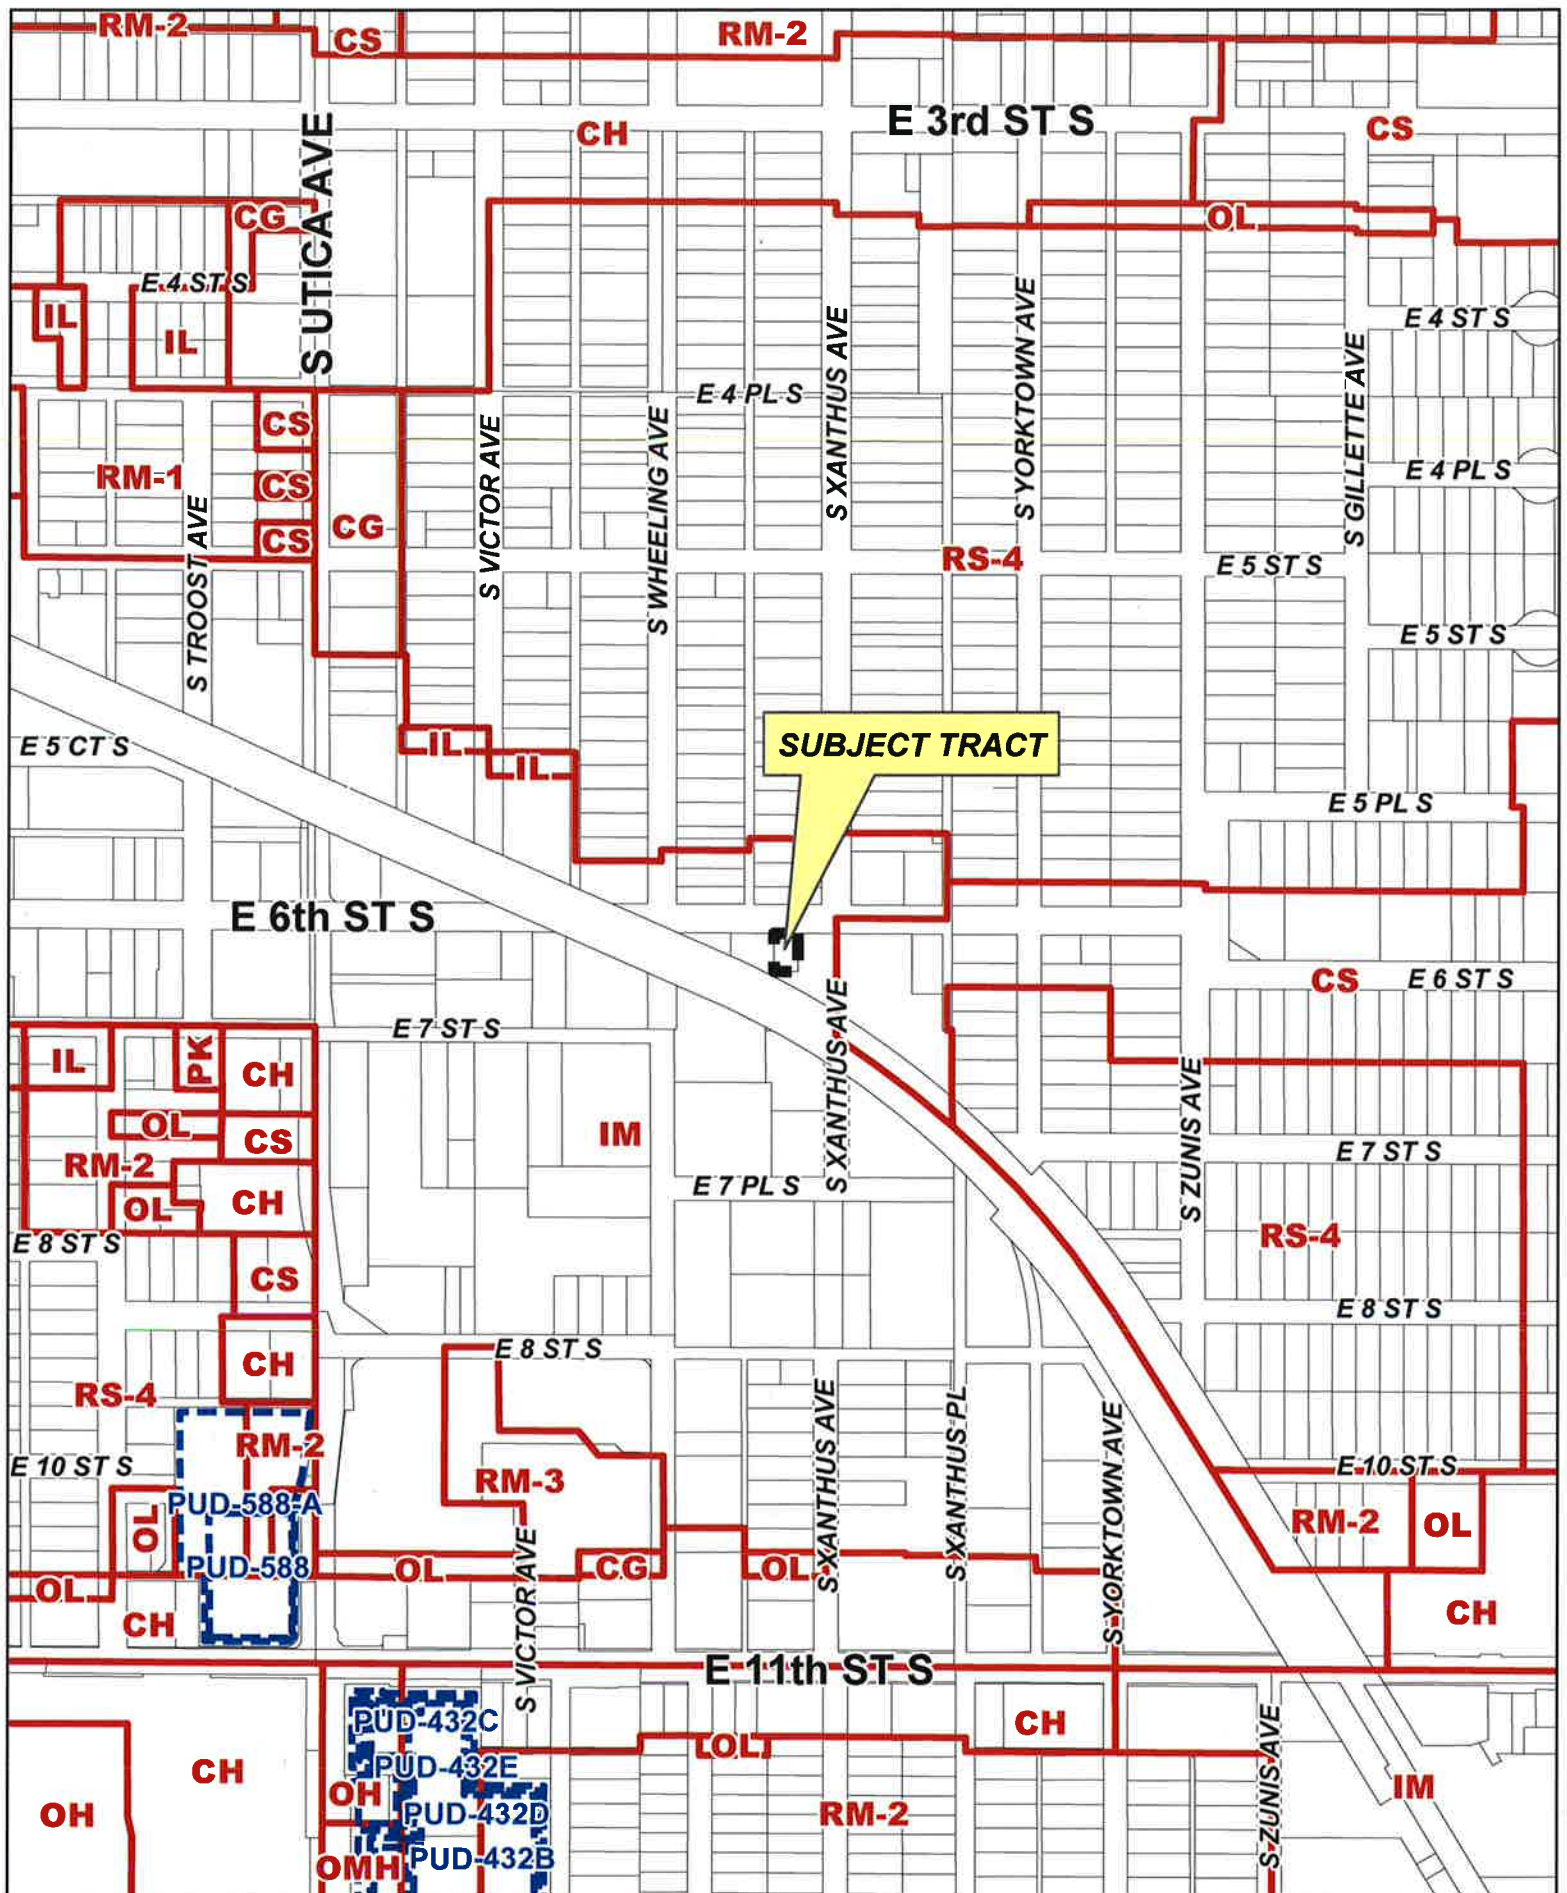 RM-2
CS
RM-2
E 3rd ST S
CH
CS
S UTICA AVE
CG
OL
E 4 ST S
IL
IL
E 4 ST S
S XANTHUS AVE
S YORKTOWN AVE
S GILLETTE AVE
E 4 PL S
CS
S VICTOR AVE
S WHEELING AVE
E 4 PL S
RM-1
CS
CG
CS
S TROOST AVE
RS-4
E 5 ST S
E 5 ST S
E 5 CT S
IL
IL
SUBJECT TRACT
E 5 PL S
E 6th ST S
CS
E 6 ST S
E 7 ST S
S XANTHUS AVE
IL
PK
CH
OL
CS
IM
S ZUNIS AVE
E 7 ST S
RM-2
E 7 PL S
OL
CH
RS-4
E 8 ST S
CS
E 8 ST S
E 8 ST S
CH
RS-4
S XANTHUS AVE
S XANTHUS PL
S YORKTOWN AVE
RM-2
E 10 ST S
E 10 ST S
RM-3
PUD-588-A
OL
RM-2
OL
PUD-588
OL
CG
OL
OL
S VICTOR AVE
CH
CH
E 11th ST S
PUD-432C
CH
OL
S ZUNIS AVE
CH
PUD-432E
OH
IM
OH
PUD-432D
RM-2
PUD-432B
OMH